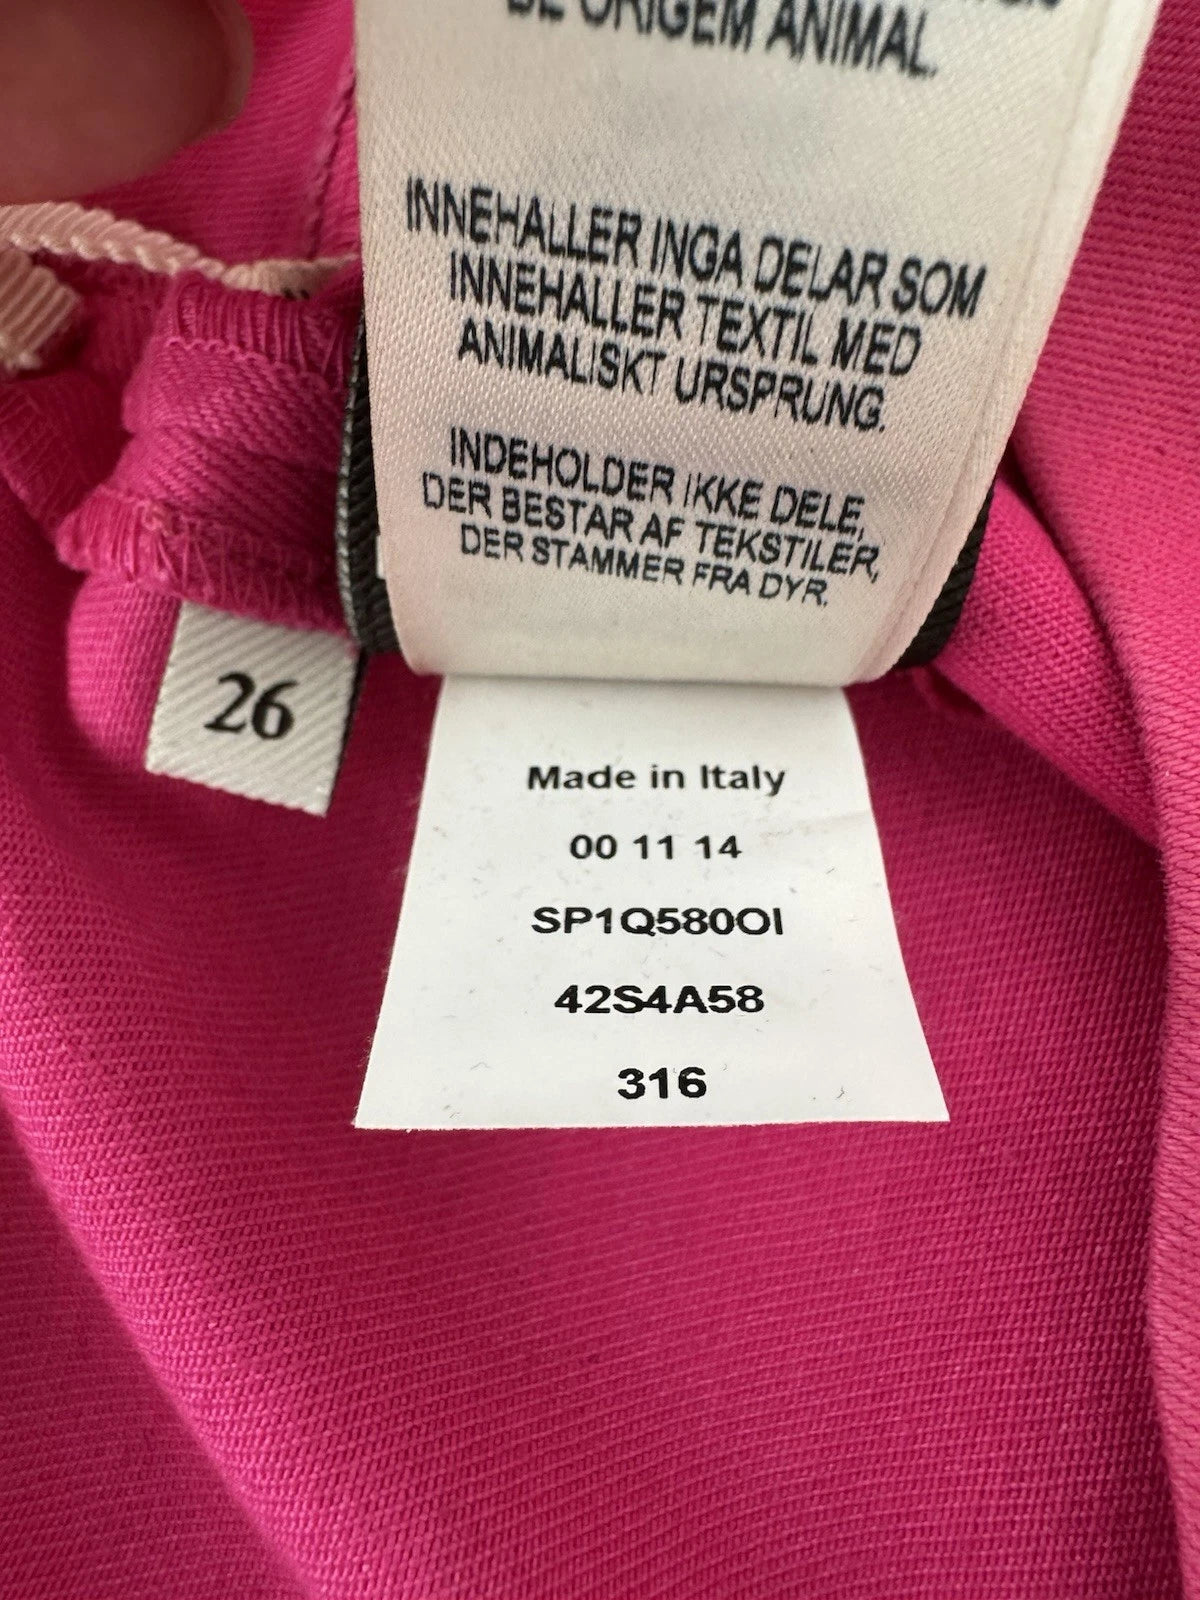 DE ORIGEM ANIMAL.
INNEHALLER INGA DELAR SOM
INNEHALLER TEXTIL MED
ANIMALISKT URSPRUNG.
INDEHOLDER IKKE DELE,
DER BESTAR AF TEKSTILER,
DER STAMMER FRA DYR.
26
Made in Italy
00 11 14
SP1Q580OI
42S4A58
316